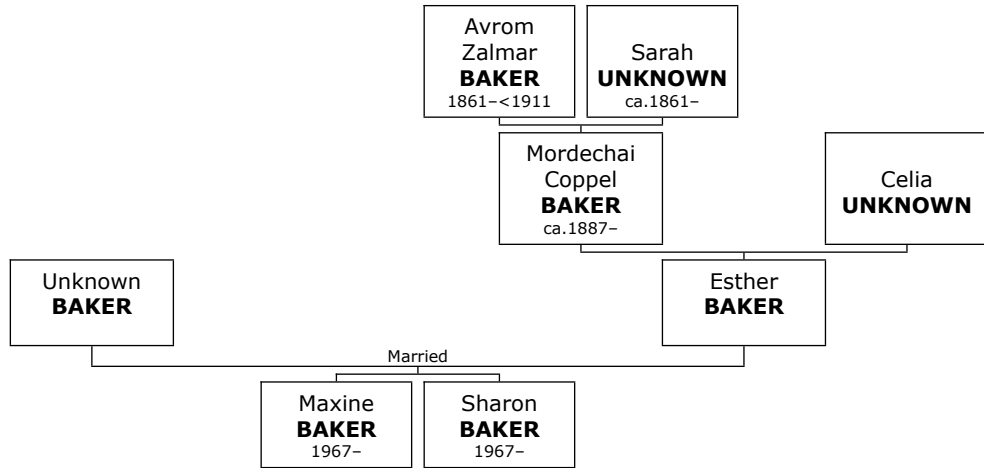 Avrom
Zalmar
BAKER
1861–<1911
Sarah
UNKNOWN
ca.1861–
Mordechai
Coppel
BAKER
ca.1887–
Celia
UNKNOWN
Unknown
BAKER
Esther
BAKER
Married
Maxine
BAKER
1967–
Sharon
BAKER
1967–